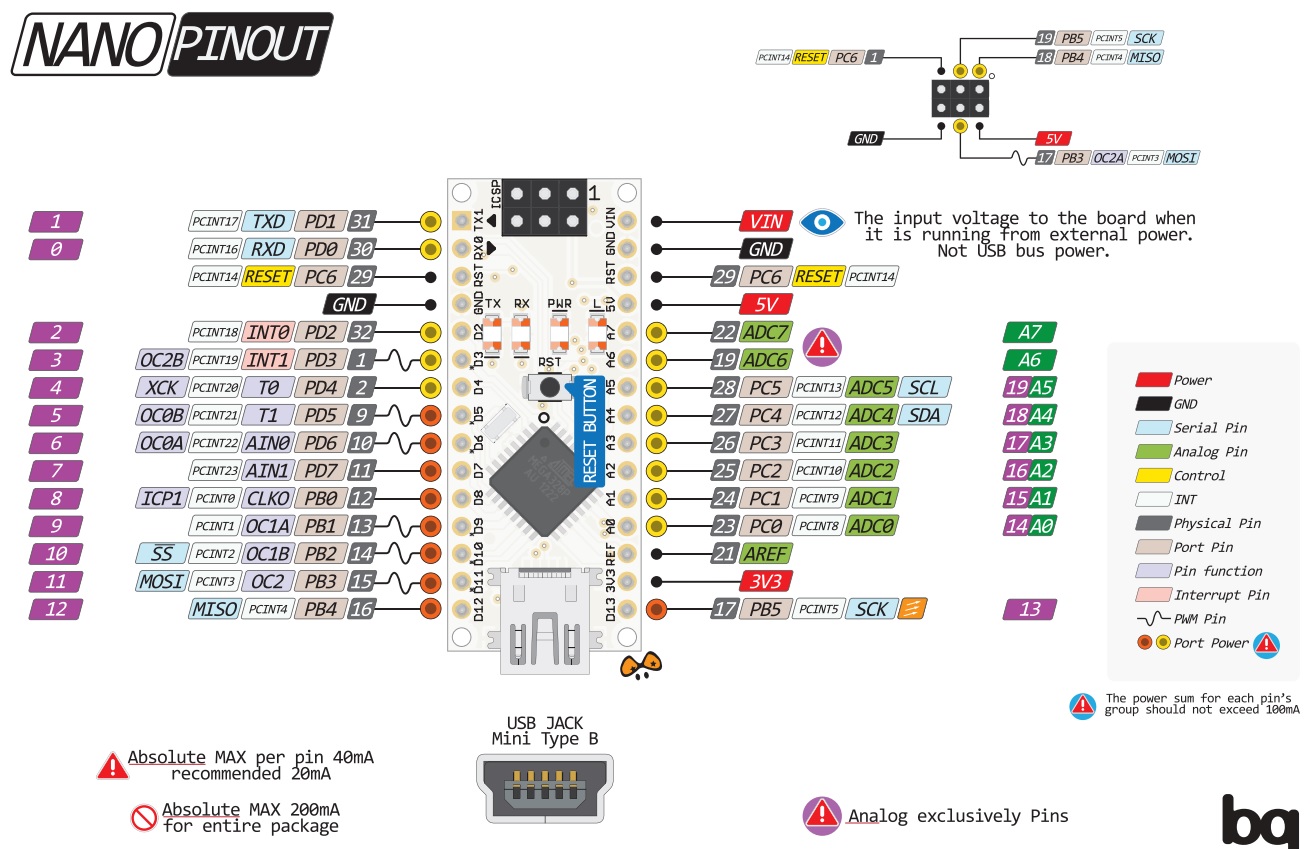 NANO PINOUT
19 PB5 PCINT5 SCK
18 PB4 PCINT4 MISO
PCINT14 RESET PC6 1
GND
5V
17 PB3 OC2A PCINT3 MOSI
1 PCINT17 TXD PD1 31
0 PCINT16 RXD PD0 30
PCINT14 RESET PC6 29
GND
2 PCINT18 INT0 PD2 32
3 OC2B PCINT19 INT1 PD3 1
4 XCK PCINT20 T0 PD4 2
5 OC0B PCINT21 T1 PD5 9
6 OC0A PCINT22 AIN0 PD6 10
7 PCINT23 AIN1 PD7 11
8 ICP1 PCINT0 CLKO PB0 12
9 PCINT1 OC1A PB1 13
10 SS PCINT2 OC1B PB2 14
11 MOSI PCINT3 OC2 PB3 15
12 MISO PCINT4 PB4 16
ICSP
1
TX1
RX0
RST
GND
D2
D3
D4
D5
D6
D7
D8
D9
D10
D11
D12
TX RX PWR L
RST
RESET BUTTON
VIN
GND
RST
5V
A7
A6
A5
A4
A3
A2
A1
A0
REF
3V3
D13
VIN
The input voltage to the board when
it is running from external power.
Not USB bus power.
GND
29 PC6 RESET PCINT14
5V
22 ADC7 A7
19 ADC6 A6
28 PC5 PCINT13 ADC5 SCL 19 A5
27 PC4 PCINT12 ADC4 SDA 18 A4
26 PC3 PCINT11 ADC3 17 A3
25 PC2 PCINT10 ADC2 16 A2
24 PC1 PCINT9 ADC1 15 A1
23 PC0 PCINT8 ADC0 14 A0
21 AREF
3V3
17 PB5 PCINT5 SCK 13
Power
GND
Serial Pin
Analog Pin
Control
INT
Physical Pin
Port Pin
Pin function
Interrupt Pin
PWM Pin
Port Power
The power sum for each pin's
group should not exceed 100mA
USB JACK
Mini Type B
Absolute MAX per pin 40mA
recommended 20mA
Absolute MAX 200mA
for entire package
Analog exclusively Pins
bq